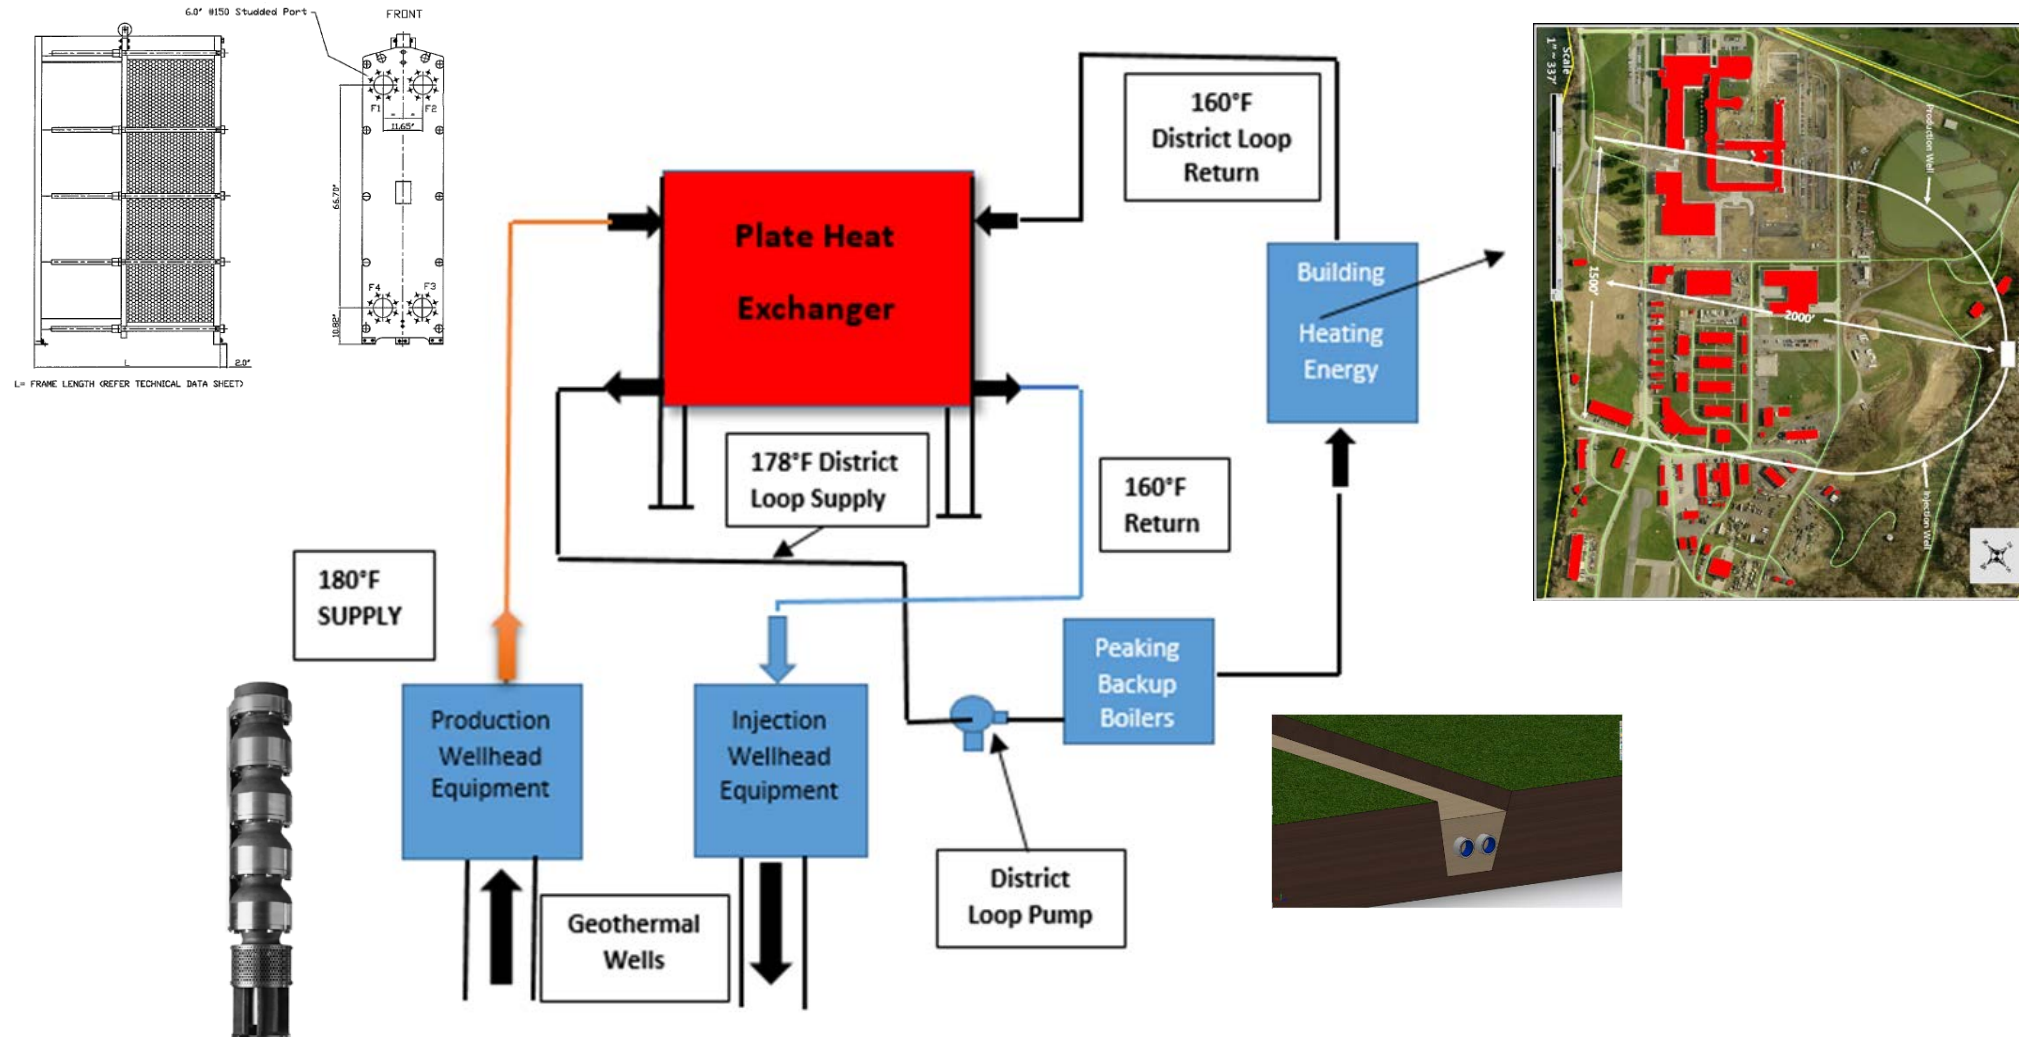 6.0" #150 Studded Port
FRONT
F1
F2
11.65"
66.70"
F4
F3
10.82"
L
2.0"
L= FRAME LENGTH (REFER TECHNICAL DATA SHEET)
Plate Heat
Exchanger
160°F
District Loop
Return
Building
Heating
Energy
178°F District
Loop Supply
160°F
Return
180°F
SUPPLY
Production
Wellhead
Equipment
Injection
Wellhead
Equipment
Peaking
Backup
Boilers
Geothermal
Wells
District
Loop Pump
Scale
1" ~ 337'
Production Well
1500'
2000'
Injection Well